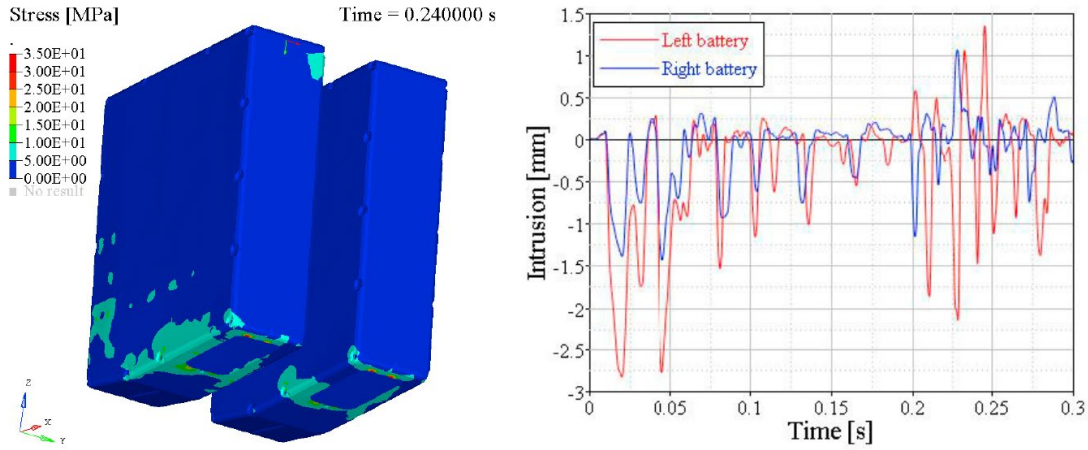 Stress [MPa]
Time = 0.240000 s
3.50E+01
3.00E+01
2.50E+01
2.00E+01
1.50E+01
1.00E+01
5.00E+00
0.00E+00
No result
Z
X
Y
1.5
1
0.5
0
-0.5
-1
-1.5
-2
-2.5
-3
Intrusion [mm]
Left battery
Right battery
0
0.05
0.1
0.15
0.2
0.25
0.3
Time [s]